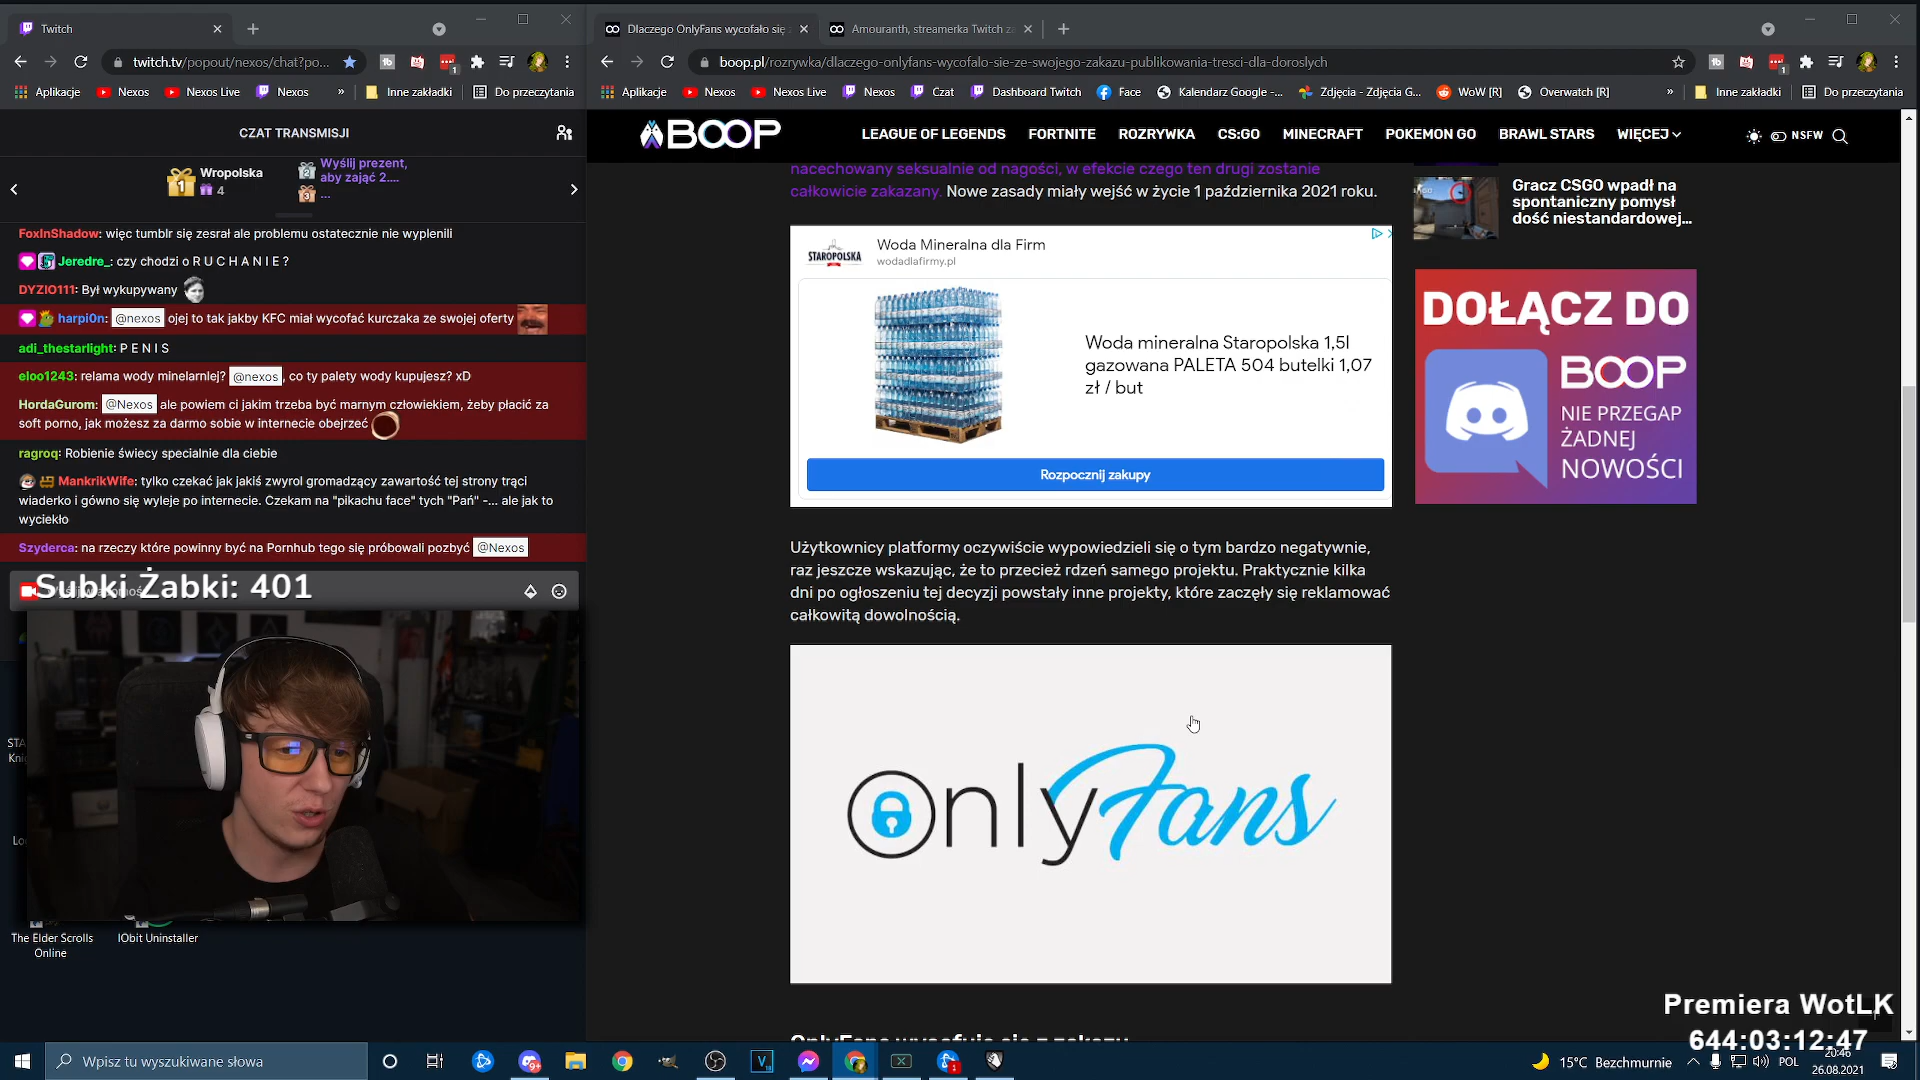 Twitch
twitch.tv/popout/nexos/chat?po...
Aplikacje
Nexos
Nexos Live
Nexos
»
Inne zakładki
Do przeczytania
CZAT TRANSMISJI
1
Wropolska
4
2
Wyślij prezent,
aby zająć 2....
3
...
FoxInShadow: więc tumblr się zesrał ale problemu ostatecznie nie wyplenili
Jeredre_: czy chodzi o R U C H A N I E ?
DYZIO111: Był wykupywany
harpi0n: @nexos ojej to tak jakby KFC miał wycofać kurczaka ze swojej oferty
adi_thestarlight: P E N I S
eloo1243: relama wody minelarnlej? @nexos, co ty palety wody kupujesz? xD
HordaGurom: @Nexos ale powiem ci jakim trzeba być marnym człowiekiem, żeby płacić za
soft porno, jak możesz za darmo sobie w internecie obejrzeć
ragroq: Robienie świecy specialnie dla ciebie
MankrikWife: tylko czekać jak jakiś zwyrol gromadzący zawartość tej strony trąci
wiaderko i gówno się wyleje po internecie. Czekam na "pikachu face" tych "Pań" -... ale jak to
wyciekło
Szyderca: na rzeczy które powinny być na Pornhub tego się próbowali pozbyć @Nexos
Subki Żabki: 401
The Elder Scrolls
Online
IObit Uninstaller
Dlaczego OnlyFans wycofało się z
Amouranth, streamerka Twitch za
boop.pl/rozrywka/dlaczego-onlyfans-wycofalo-sie-ze-swojego-zakazu-publikowania-tresci-dla-doroslych
Aplikacje
Nexos
Nexos Live
Nexos
Czat
Dashboard Twitch
Face
Kalendarz Google -...
Zdjęcia - Zdjęcia G...
WoW [R]
Overwatch [R]
»
Inne zakładki
Do przeczytania
BOOP
LEAGUE OF LEGENDS
FORTNITE
ROZRYWKA
CS:GO
MINECRAFT
POKEMON GO
BRAWL STARS
WIĘCEJ
NSFW
nacechowany seksualnie od nagości, w efekcie czego ten drugi zostanie
całkowicie zakazany. Nowe zasady miały wejść w życie 1 października 2021 roku.
STAROPOLSKA
Woda Mineralna dla Firm
wodadlafirmy.pl
Woda mineralna Staropolska 1,5l
gazowana PALETA 504 butelki 1,07
zł / but
Rozpocznij zakupy
Użytkownicy platformy oczywiście wypowiedzieli się o tym bardzo negatywnie,
raz jeszcze wskazując, że to przecież rdzeń samego projektu. Praktycznie kilka
dni po ogłoszeniu tej decyzji powstały inne projekty, które zaczęły się reklamować
całkowitą dowolnością.
OnlyFans
OnlyFans wycofuje się z zakazu
Gracz CSGO wpadł na
spontaniczny pomysł
dość niestandardowej...
DOŁĄCZ DO
BOOP
NIE PRZEGAP
ŻADNEJ
NOWOŚCI
Premiera WotLK
644:03:12:47
Wpisz tu wyszukiwane słowa
15°C Bezchmurnie
POL
20:46
26.08.2021